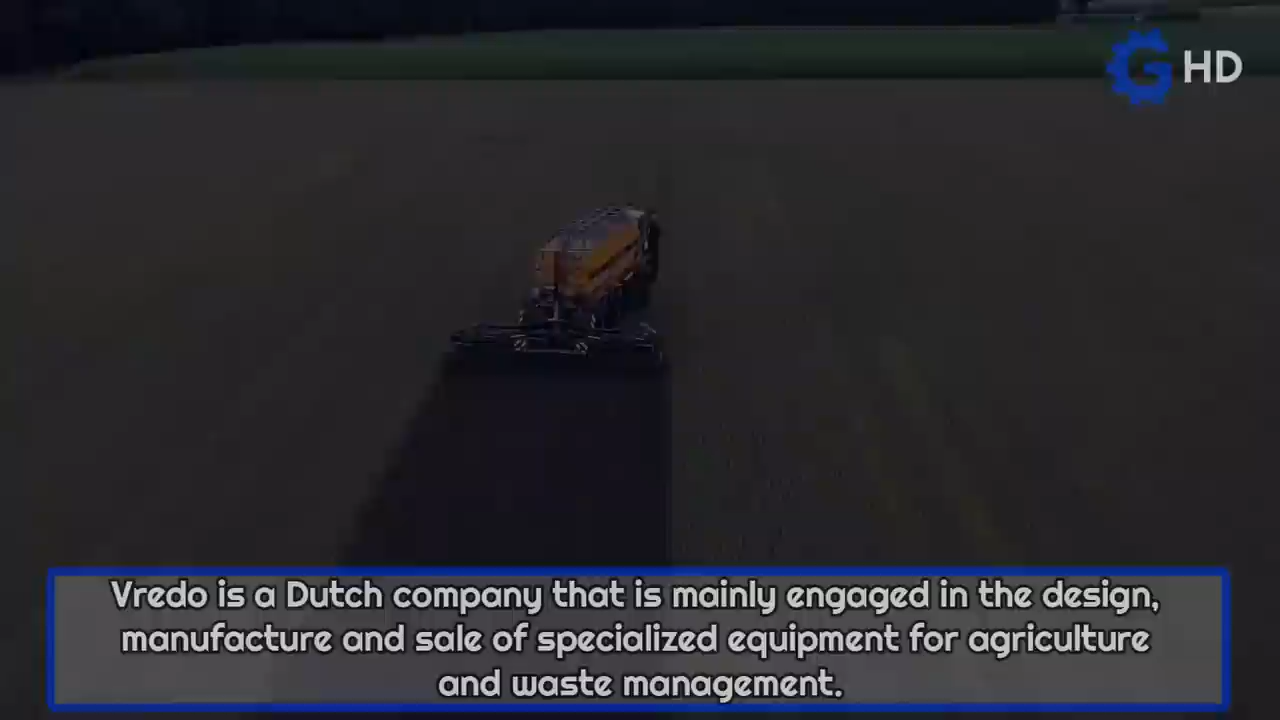 G HD
Vredo is a Dutch company that is mainly engaged in the design,
manufacture and sale of specialized equipment for agriculture
and waste management.